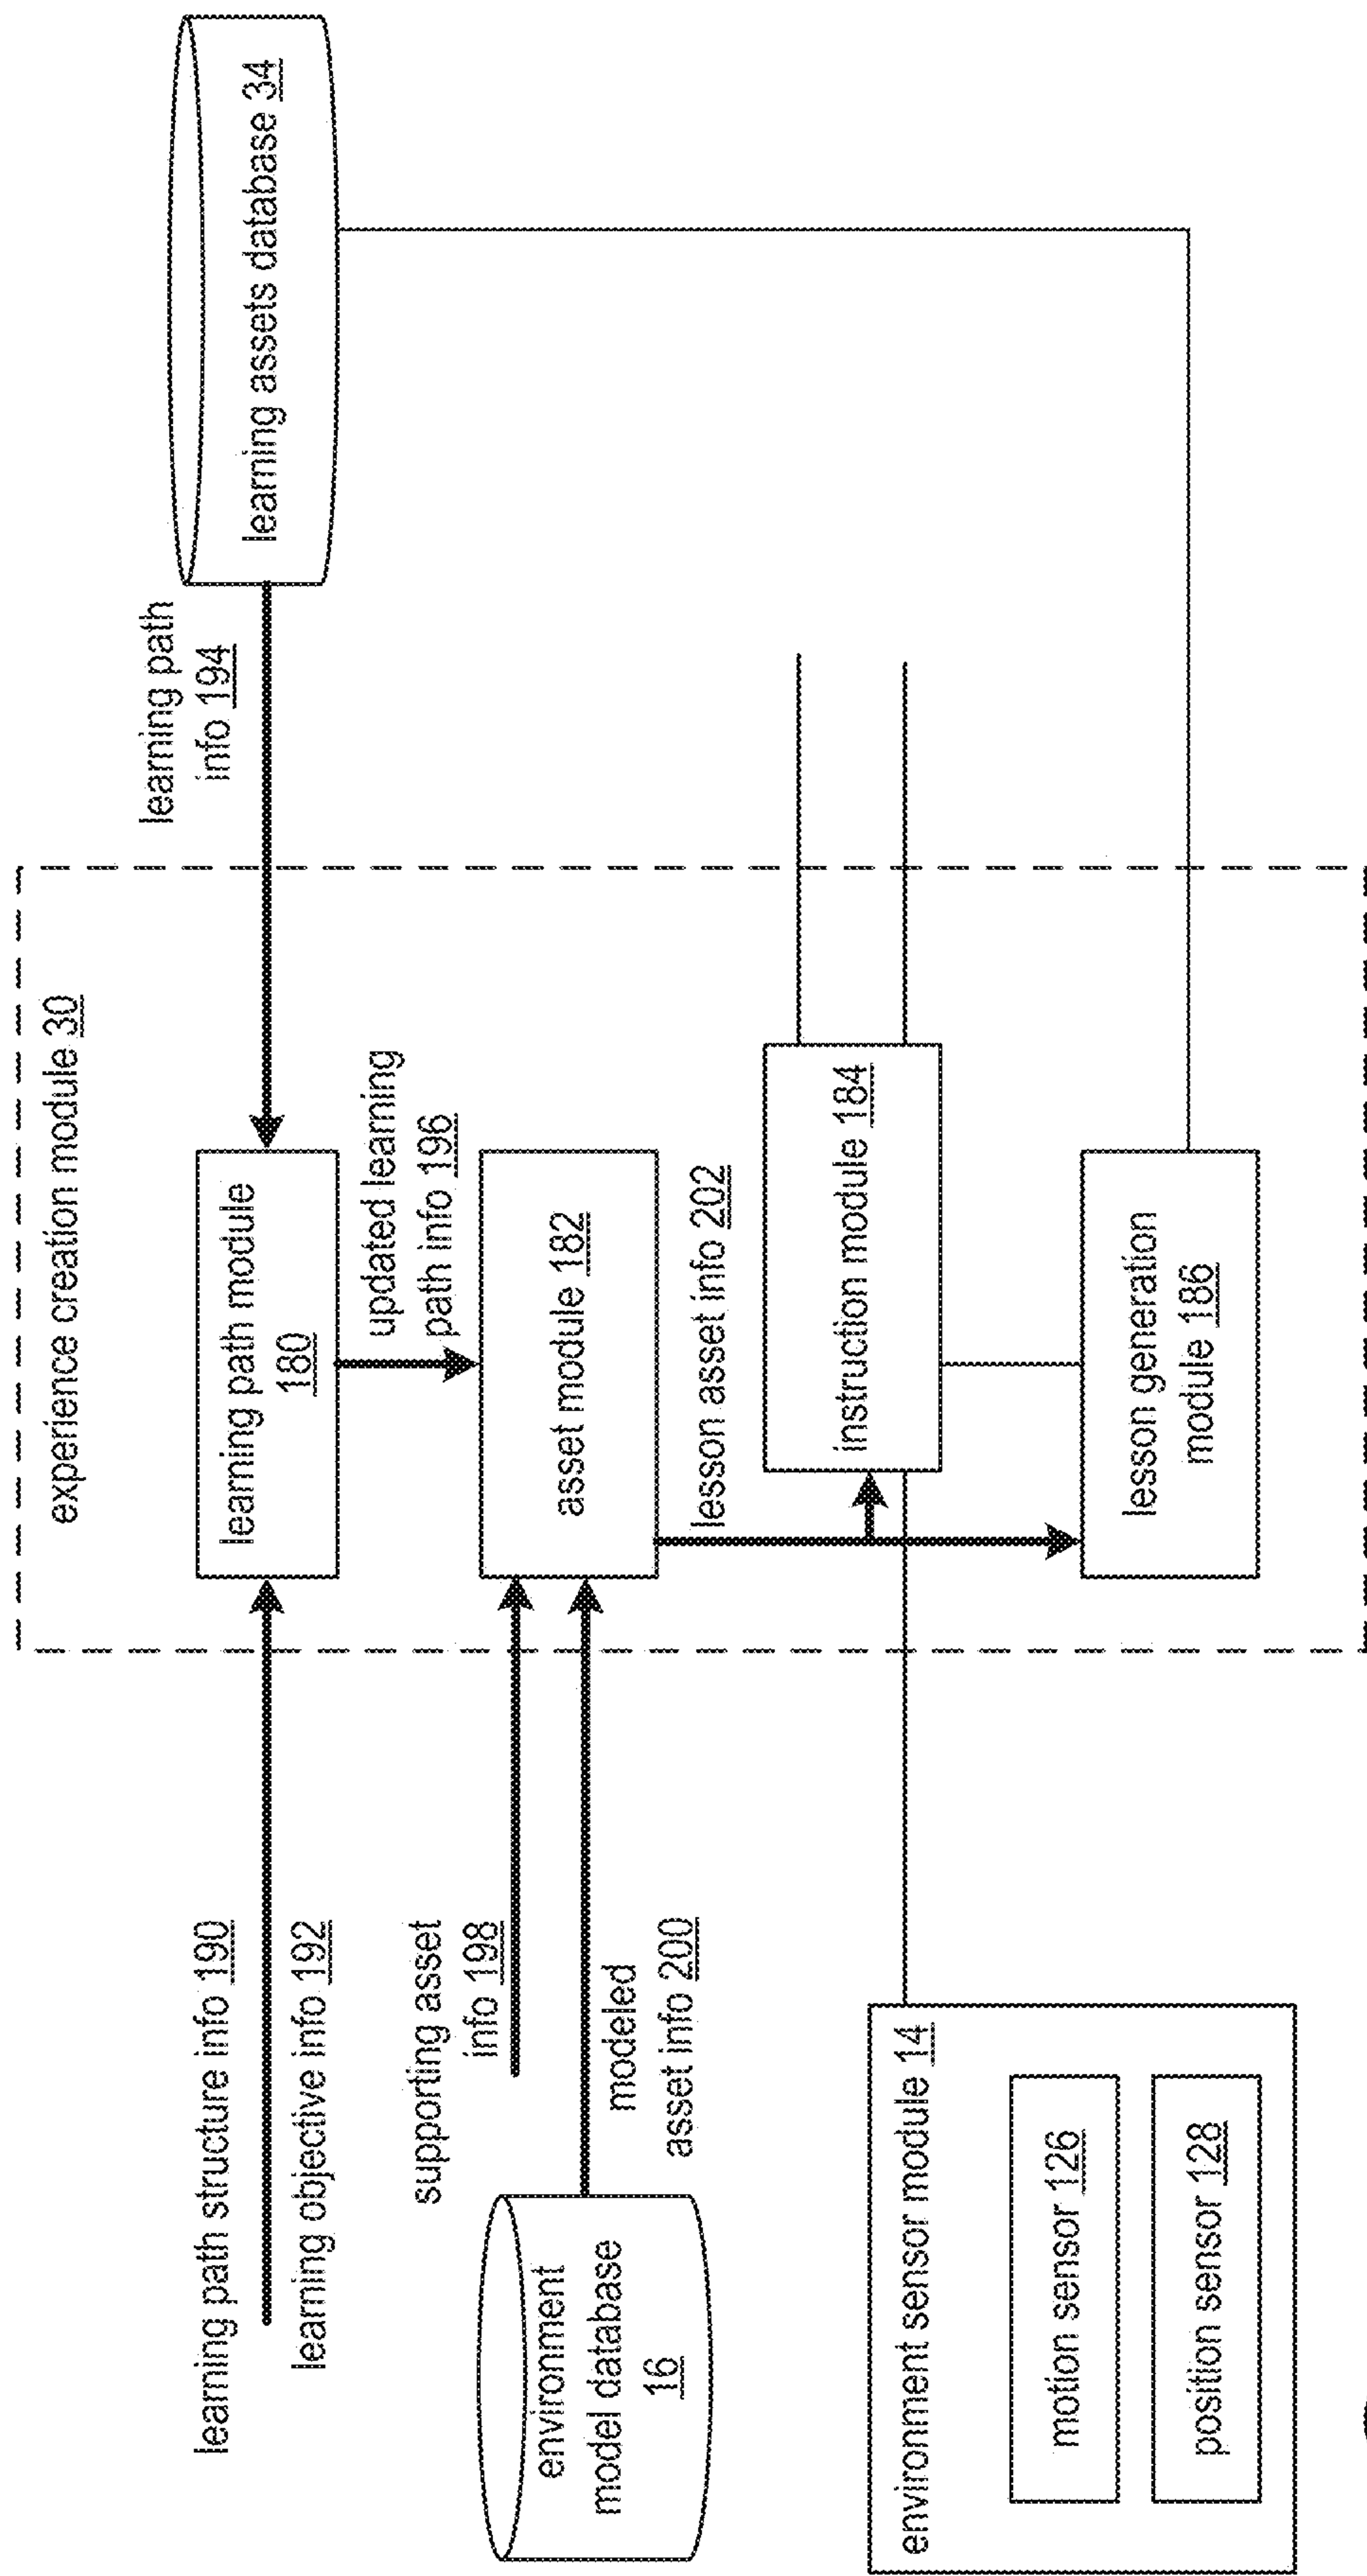 experience creation module 30
learning path structure info 190
learning objective info 192
learning path module
180
learning path
info 194
learning assets database 34
updated learning
path info 196
supporting asset
info 198
environment
model database
16
modeled
asset info 200
asset module 182
lesson asset info 202
instruction module 184
environment sensor module 14
motion sensor 126
position sensor 128
lesson generation
module 186